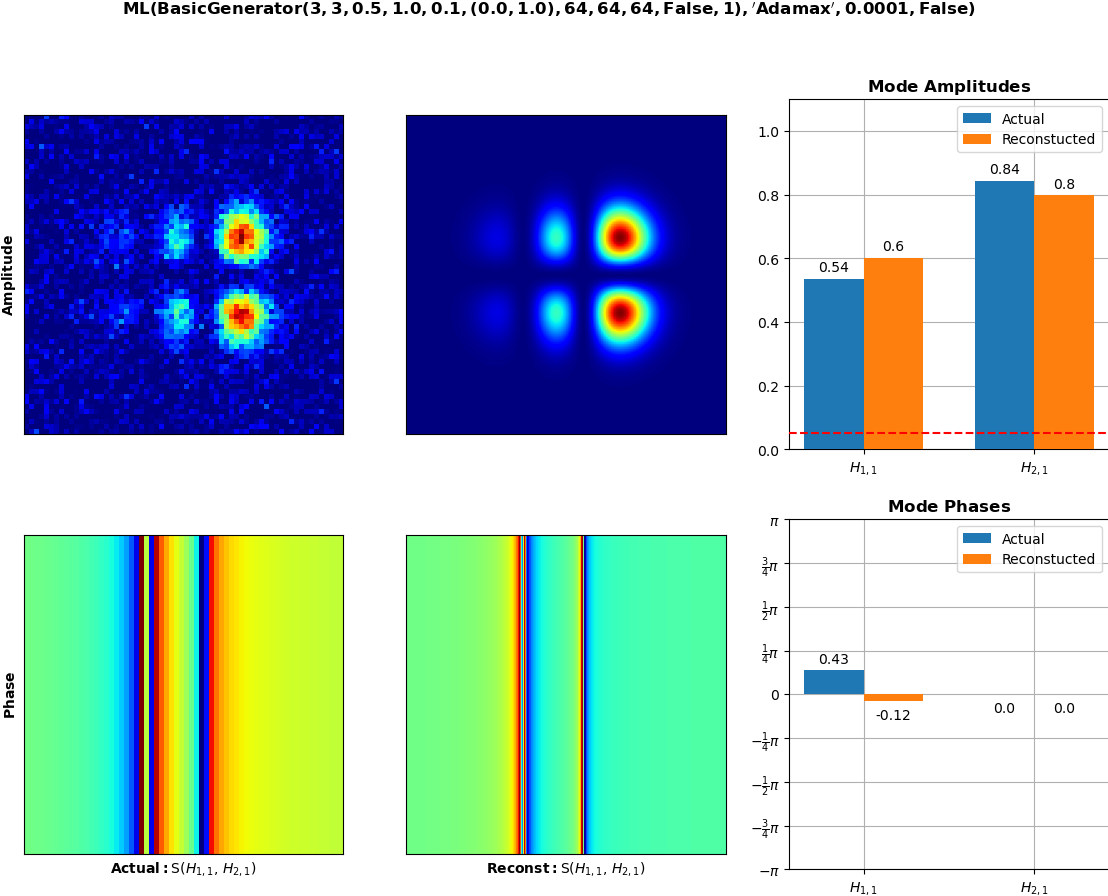 ML(BasicGenerator(3, 3, 0.5, 1.0, 0.1, (0.0, 1.0), 64, 64, 64, False, 1), ′Adamax′, 0.0001, False)
Amplitude
Mode Amplitudes
Actual
Reconstucted
1.0
0.8
0.6
0.4
0.2
0.0
0.54
0.6
0.84
0.8
H1,1
H2,1
Phase
Actual: S(H1,1, H2,1)
Reconst: S(H1,1, H2,1)
Mode Phases
Actual
Reconstucted
π
3/4π
1/2π
1/4π
0
−1/4π
−1/2π
−3/4π
−π
0.43
-0.12
0.0
0.0
H1,1
H2,1